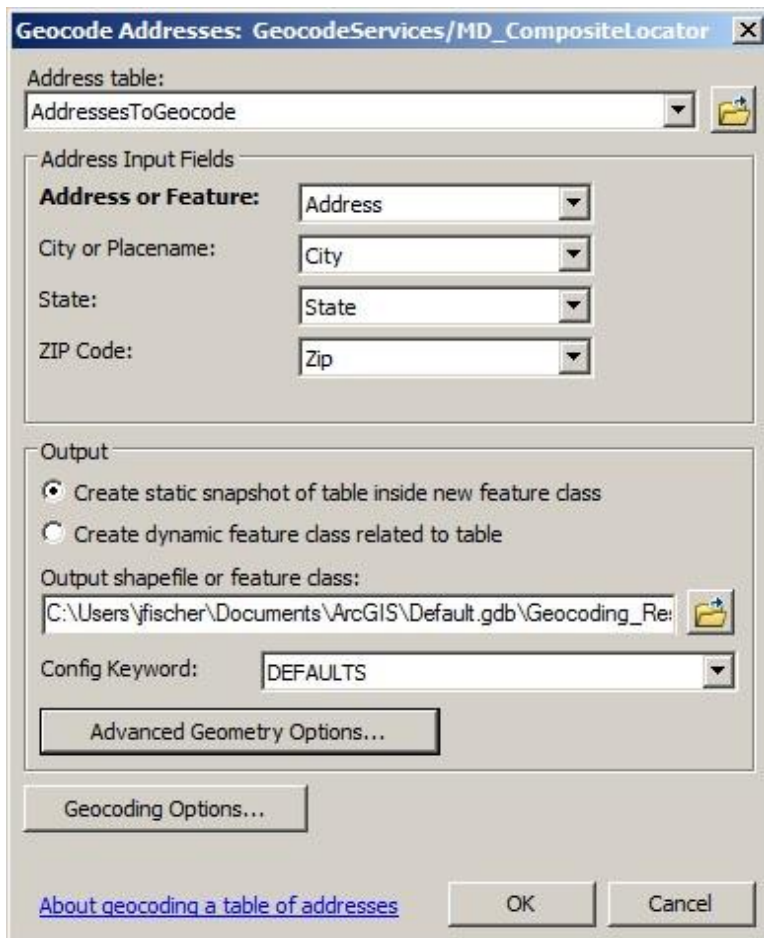 Geocode Addresses: GeocodeServices/MD_CompositeLocator
Address table:
AddressesToGeocode
Address Input Fields
Address or Feature: Address
City or Placename: City
State: State
ZIP Code: Zip
Output
Create static snapshot of table inside new feature class
Create dynamic feature class related to table
Output shapefile or feature class:
C:\Users\jfischer\Documents\ArcGIS\Default.gdb\Geocoding_Re
Config Keyword: DEFAULTS
Advanced Geometry Options...
Geocoding Options...
About geocoding a table of addresses OK Cancel